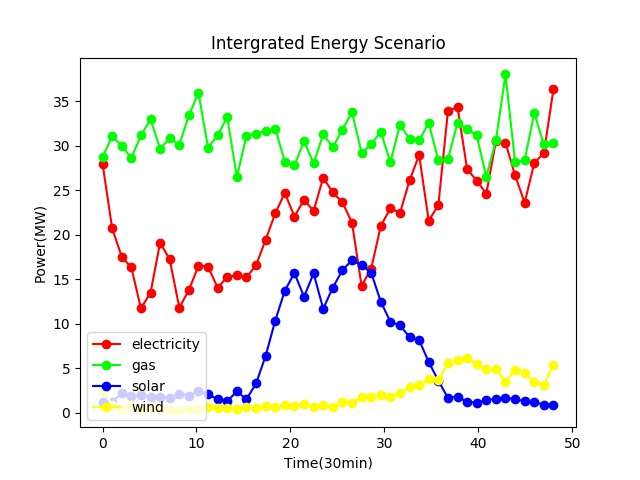 Intergrated Energy Scenario
Power(MW)
35
30
25
20
15
10
5
0
electricity
gas
solar
wind
0 10 20 30 40 50
Time(30min)